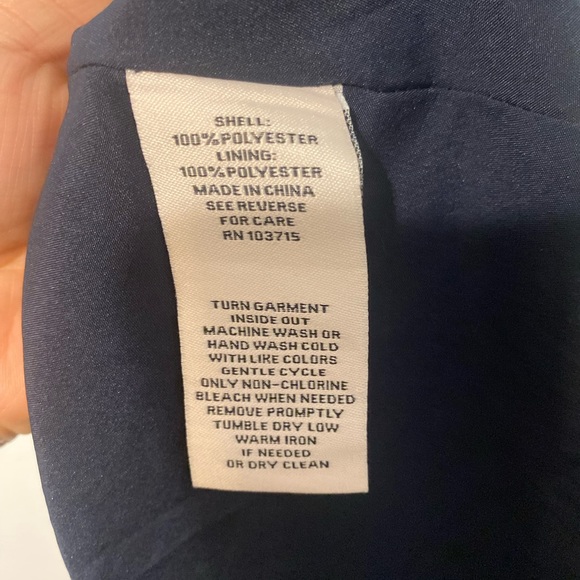 SHELL:
100% POLYESTER
LINING:
100% POLYESTER
MADE IN CHINA
SEE REVERSE
FOR CARE
RN 103715
TURN GARMENT
INSIDE OUT
MACHINE WASH OR
HAND WASH COLD
WITH LIKE COLORS
GENTLE CYCLE
ONLY NON-CHLORINE
BLEACH WHEN NEEDED
REMOVE PROMPTLY
TUMBLE DRY LOW
WARM IRON
IF NEEDED
OR DRY CLEAN